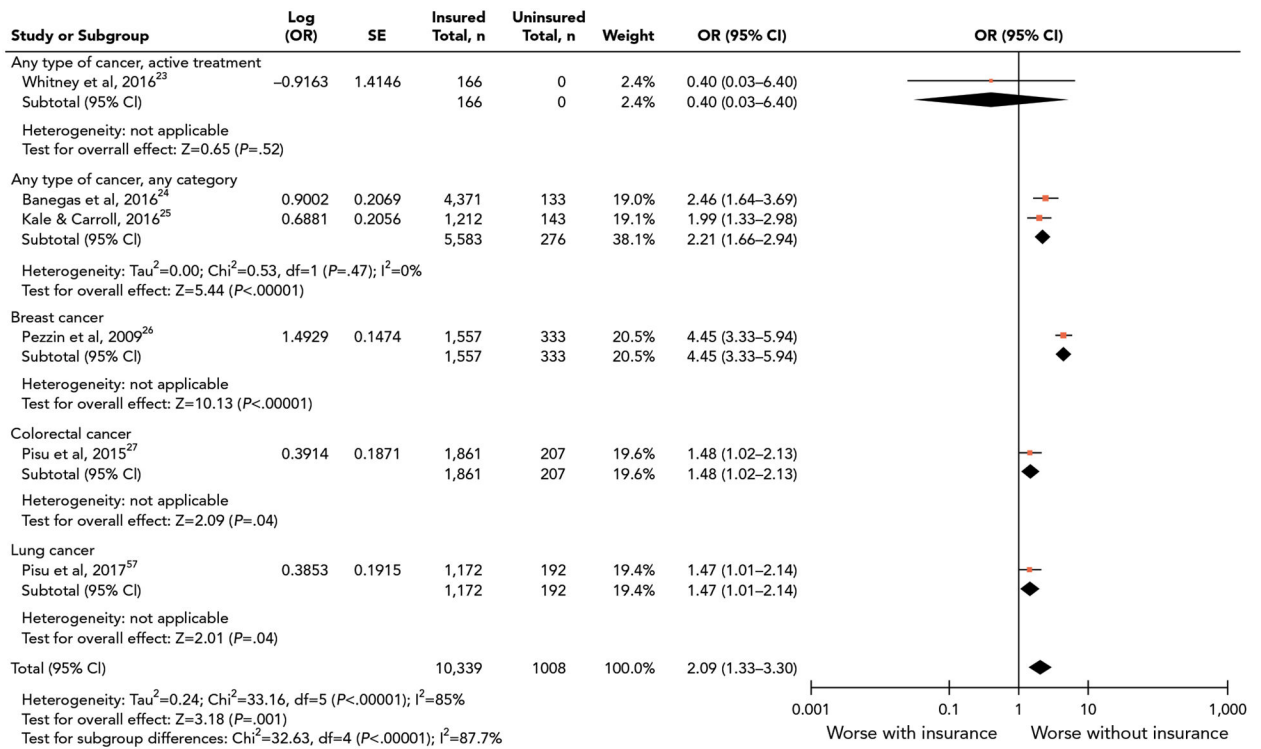 Study or Subgroup Log (OR) SE Insured Total, n Uninsured Total, n Weight OR (95% CI) OR (95% CI)
Any type of cancer, active treatment
Whitney et al, 2016²³ –0.9163 1.4146 166 0 2.4% 0.40 (0.03–6.40)
Subtotal (95% CI) 166 0 2.4% 0.40 (0.03–6.40)
Heterogeneity: not applicable
Test for overrall effect: Z=0.65 (P=.52)
Any type of cancer, any category
Banegas et al, 2016²⁴ 0.9002 0.2069 4,371 133 19.0% 2.46 (1.64–3.69)
Kale & Carroll, 2016²⁵ 0.6881 0.2056 1,212 143 19.1% 1.99 (1.33–2.98)
Subtotal (95% CI) 5,583 276 38.1% 2.21 (1.66–2.94)
Heterogeneity: Tau²=0.00; Chi²=0.53, df=1 (P=.47); I²=0%
Test for overall effect: Z=5.44 (P<.00001)
Breast cancer
Pezzin et al, 2009²⁶ 1.4929 0.1474 1,557 333 20.5% 4.45 (3.33–5.94)
Subtotal (95% CI) 1,557 333 20.5% 4.45 (3.33–5.94)
Heterogeneity: not applicable
Test for overall effect: Z=10.13 (P<.00001)
Colorectal cancer
Pisu et al, 2015²⁷ 0.3914 0.1871 1,861 207 19.6% 1.48 (1.02–2.13)
Subtotal (95% CI) 1,861 207 19.6% 1.48 (1.02–2.13)
Heterogeneity: not applicable
Test for overall effect: Z=2.09 (P=.04)
Lung cancer
Pisu et al, 2017⁵⁷ 0.3853 0.1915 1,172 192 19.4% 1.47 (1.01–2.14)
Subtotal (95% CI) 1,172 192 19.4% 1.47 (1.01–2.14)
Heterogeneity: not applicable
Test for overall effect: Z=2.01 (P=.04)
Total (95% CI) 10,339 1008 100.0% 2.09 (1.33–3.30)
Heterogeneity: Tau²=0.24; Chi²=33.16, df=5 (P<.00001); I²=85%
Test for overall effect: Z=3.18 (P=.001)
Test for subgroup differences: Chi²=32.63, df=4 (P<.00001); I²=87.7%
0.001 0.1 1 10 1,000
Worse with insurance Worse without insurance